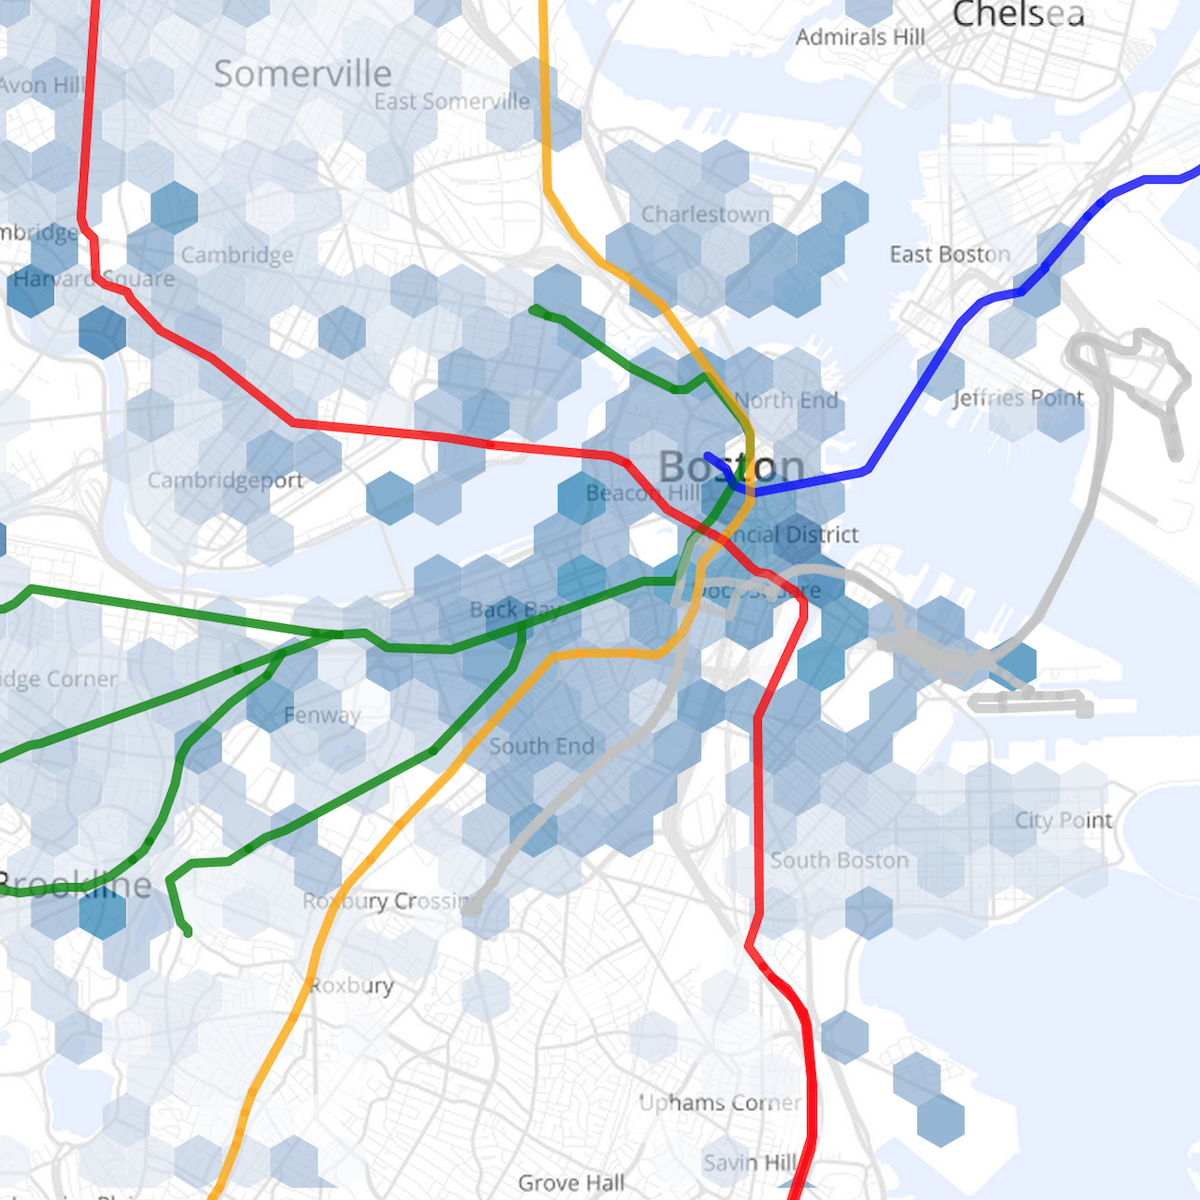 Chelsea
Admirals Hill
Somerville
Avon Hill
East Somerville
Charlestown
mbridge
Cambridge
East Boston
Harvard Square
North End
Jeffries Point
Boston
Cambridgeport
Beacon Hill
ncial District
Dock Square
Back Bay
idge Corner
Fenway
South End
City Point
South Boston
Brookline
Roxbury Crossin
Roxbury
Uphams Corner
Savin Hill
Grove Hall